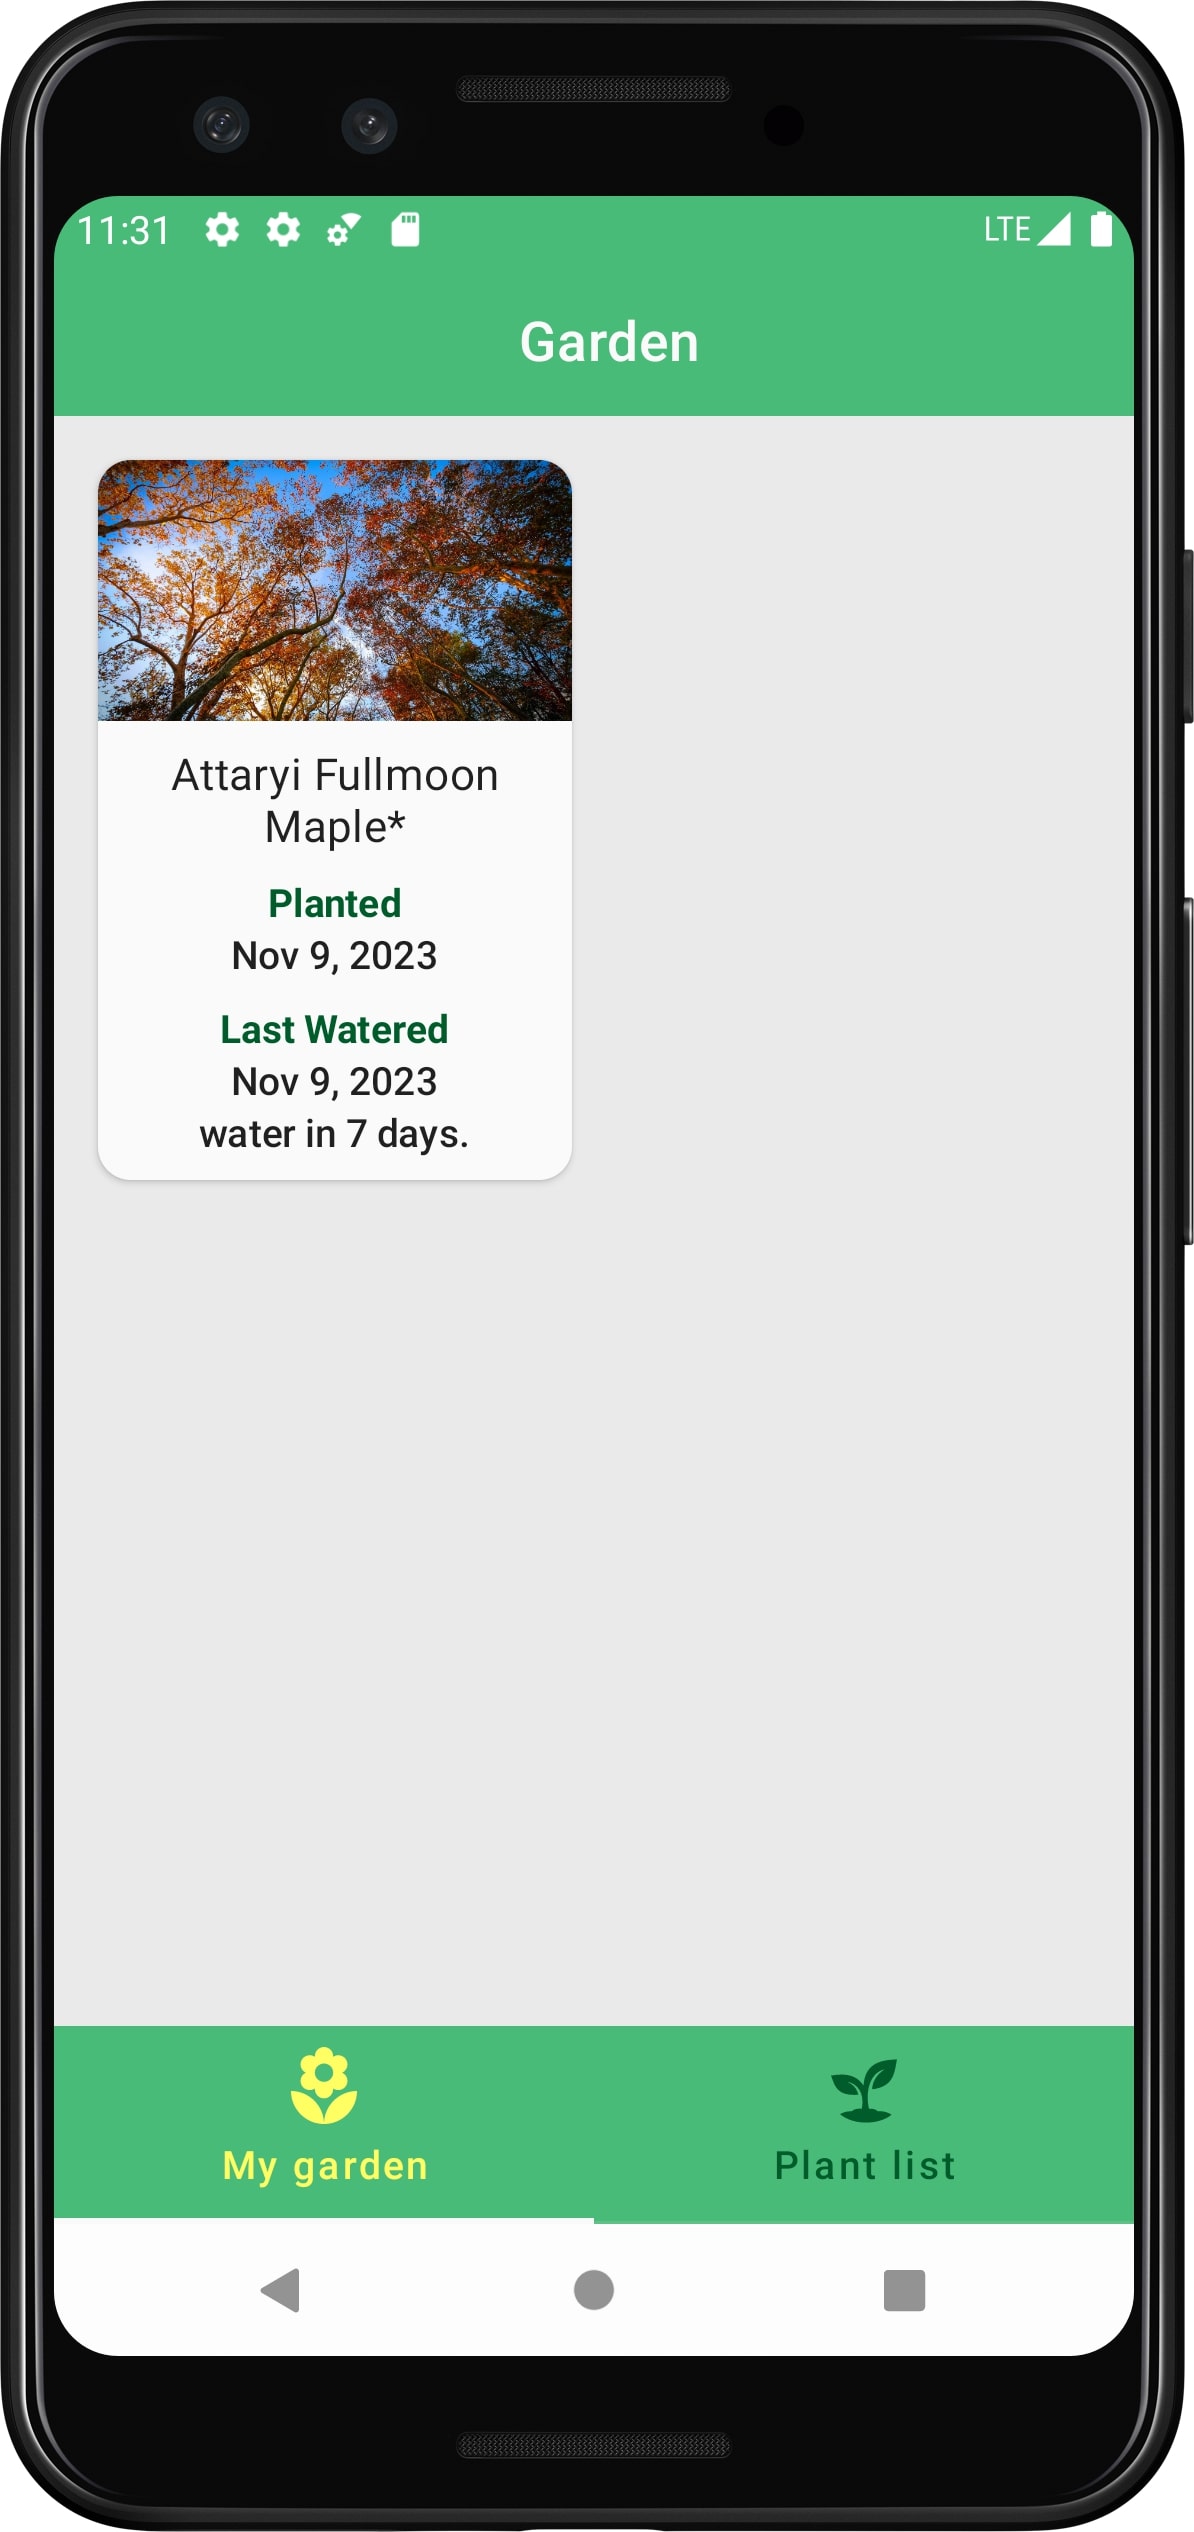 11:31 LTE
Garden
Attaryi Fullmoon
Maple*
Planted
Nov 9, 2023
Last Watered
Nov 9, 2023
water in 7 days.
My garden Plant list